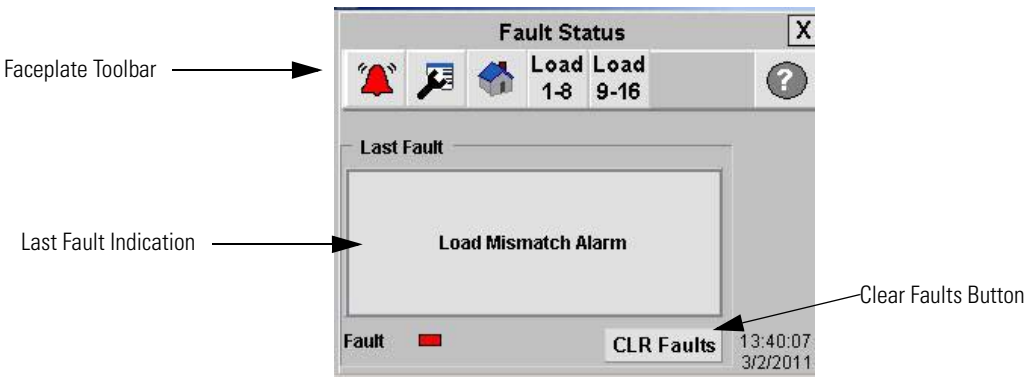 Fault Status
X
Faceplate Toolbar
Load 1-8
Load 9-16
?
Last Fault
Last Fault Indication
Load Mismatch Alarm
Clear Faults Button
Fault
CLR Faults
13:40:07
3/2/2011